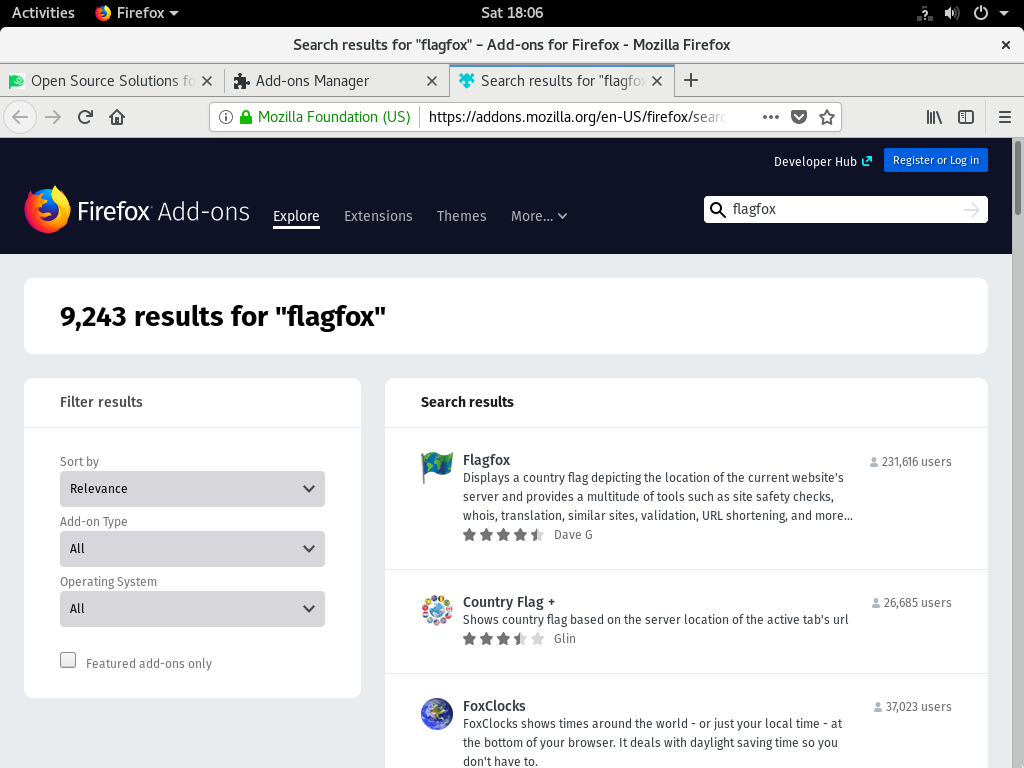 Activities Firefox Sat 18:06
Search results for "flagfox" – Add-ons for Firefox - Mozilla Firefox
Open Source Solutions fo Add-ons Manager Search results for "flagfox
Mozilla Foundation (US) https://addons.mozilla.org/en-US/firefox/sear
Developer Hub Register or Log in
Firefox Add-ons Explore Extensions Themes More... flagfox
9,243 results for "flagfox"
Filter results
Sort by
Relevance
Add-on Type
All
Operating System
All
Featured add-ons only
Search results
Flagfox 231,616 users
Displays a country flag depicting the location of the current website's
server and provides a multitude of tools such as site safety checks,
whois, translation, similar sites, validation, URL shortening, and more...
Dave G
Country Flag + 26,685 users
Shows country flag based on the server location of the active tab's url
Glin
FoxClocks 37,023 users
FoxClocks shows times around the world - or just your local time - at
the bottom of your browser. It deals with daylight saving time so you
don't have to.